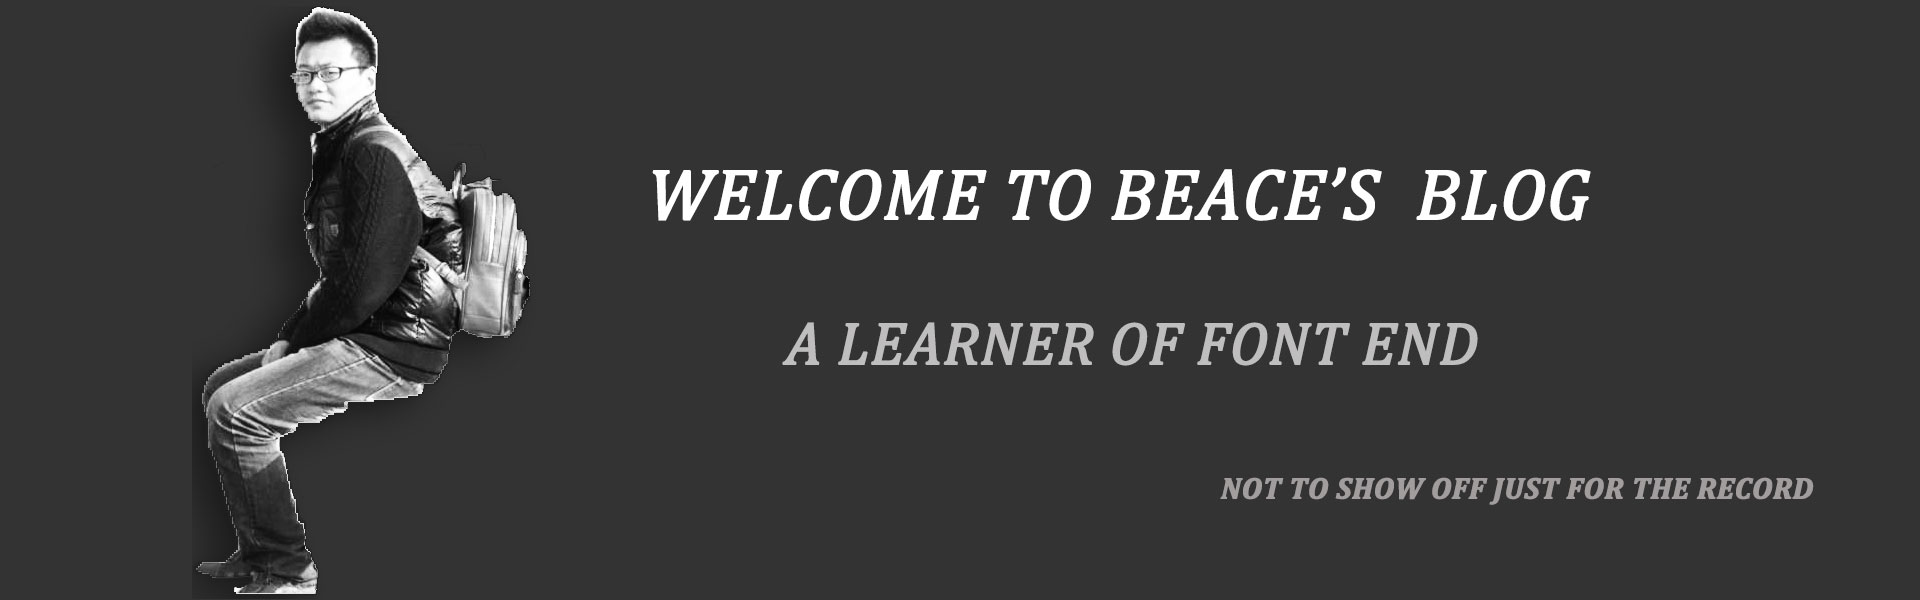 WELCOME TO BEACE’S BLOG
A LEARNER OF FONT END
NOT TO SHOW OFF JUST FOR THE RECORD